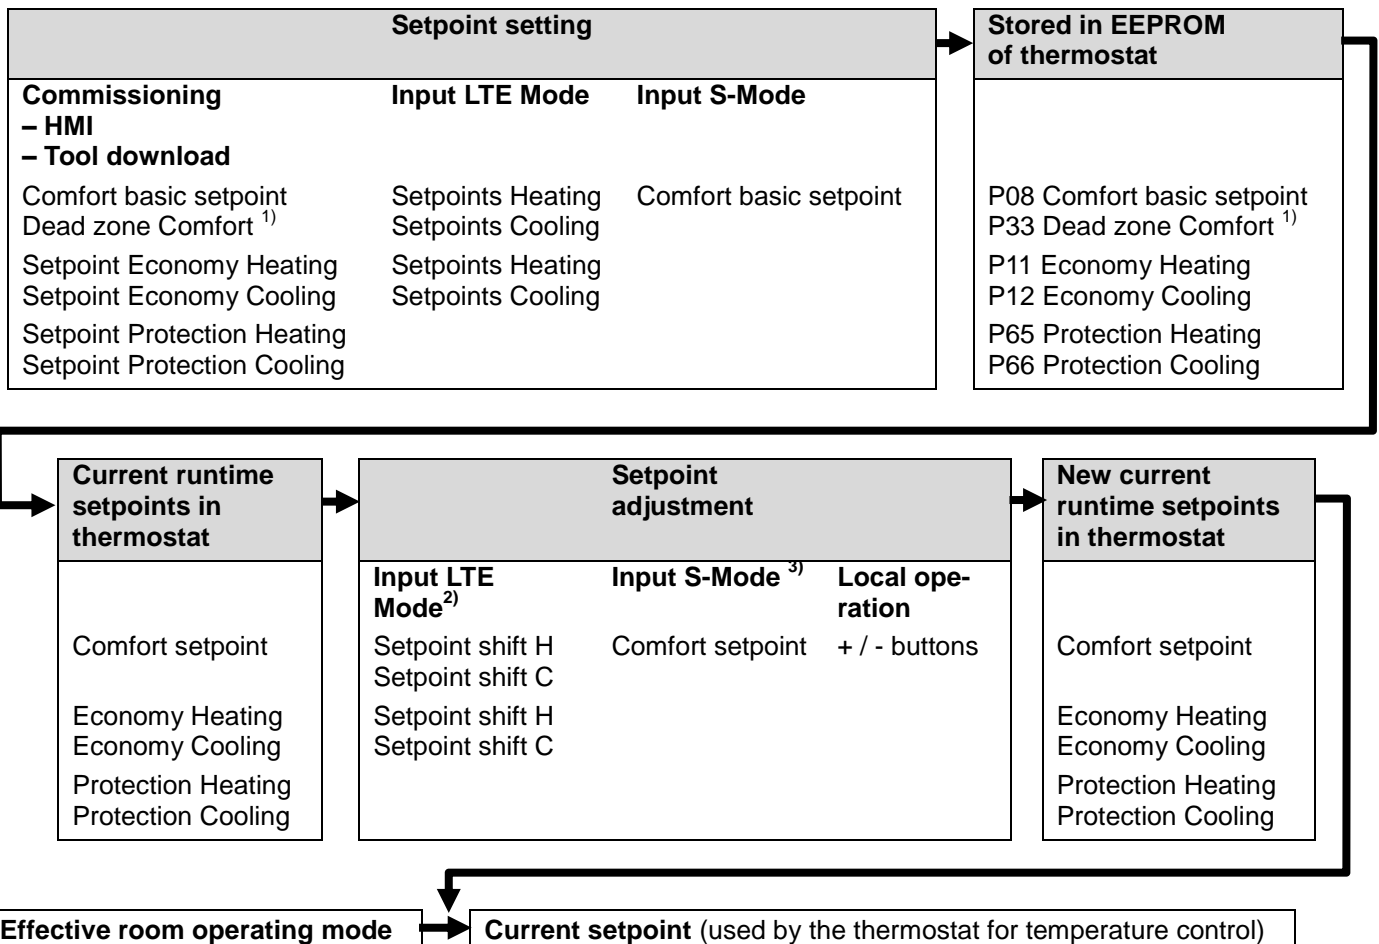 Setpoint setting
Stored in EEPROM
of thermostat
Commissioning
– HMI
– Tool download
Input LTE Mode
Input S-Mode
Comfort basic setpoint
Dead zone Comfort 1)
Setpoints Heating
Setpoints Cooling
Comfort basic setpoint
P08 Comfort basic setpoint
P33 Dead zone Comfort 1)
Setpoint Economy Heating
Setpoint Economy Cooling
Setpoints Heating
Setpoints Cooling
P11 Economy Heating
P12 Economy Cooling
Setpoint Protection Heating
Setpoint Protection Cooling
P65 Protection Heating
P66 Protection Cooling
Current runtime
setpoints in
thermostat
Setpoint
adjustment
New current
runtime setpoints
in thermostat
Input LTE
Mode2)
Input S-Mode 3)
Local ope-
ration
Comfort setpoint
Setpoint shift H
Setpoint shift C
Comfort setpoint
+ / - buttons
Comfort setpoint
Economy Heating
Economy Cooling
Setpoint shift H
Setpoint shift C
Economy Heating
Economy Cooling
Protection Heating
Protection Cooling
Protection Heating
Protection Cooling
Effective room operating mode
Current setpoint (used by the thermostat for temperature control)